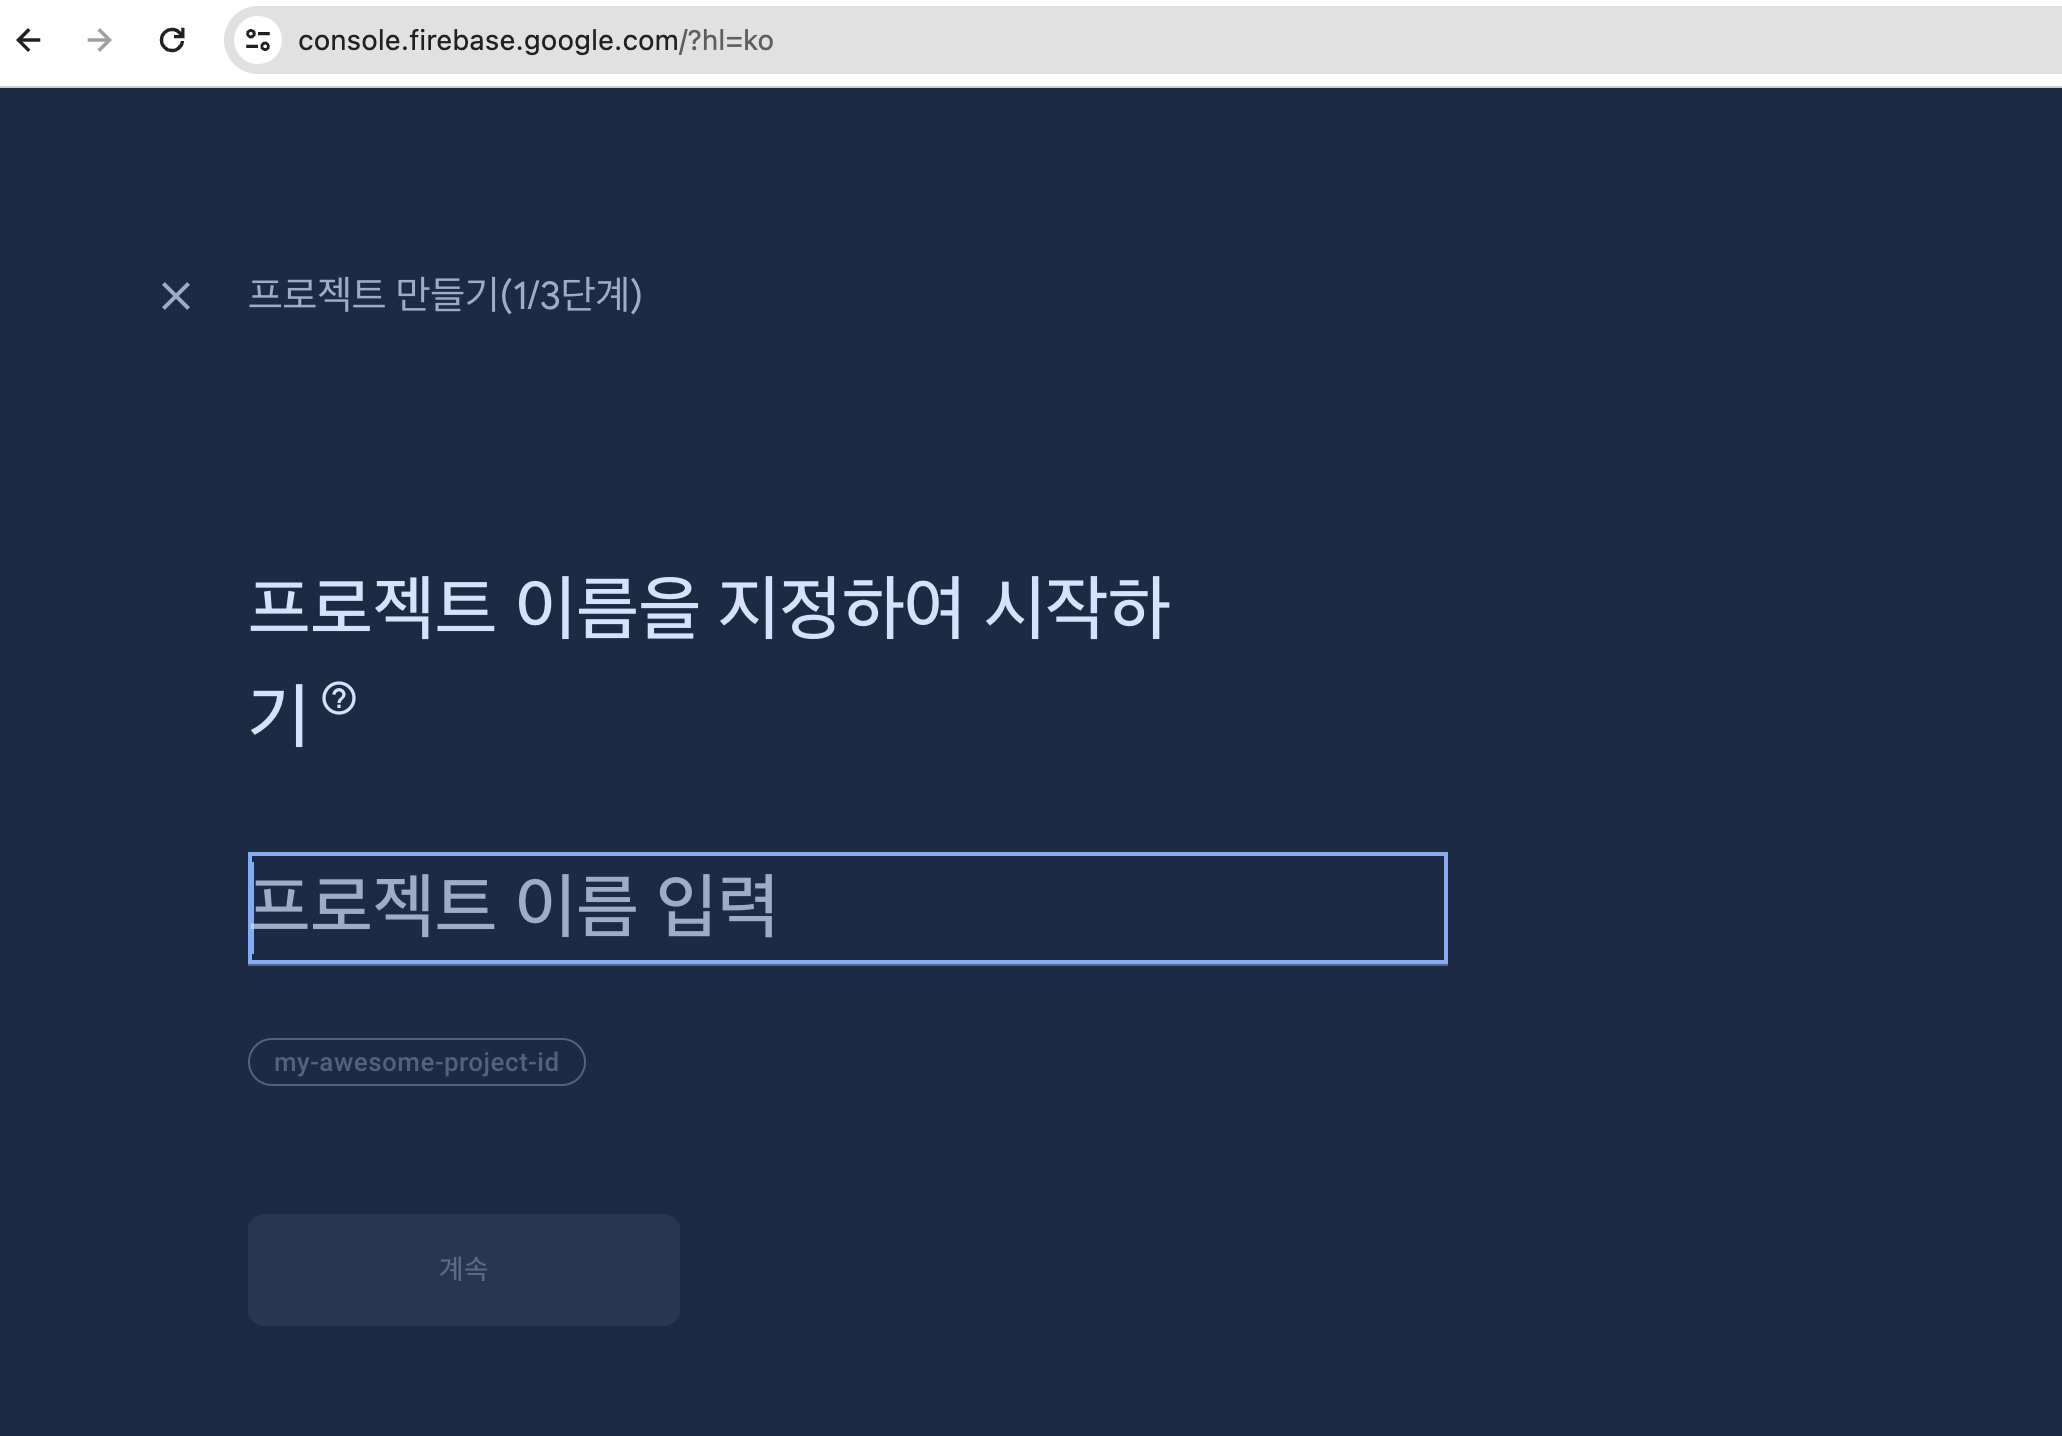 console.firebase.google.com/?hl=ko
프로젝트 만들기(1/3단계)
프로젝트 이름을 지정하여 시작하
기
프로젝트 이름 입력
my-awesome-project-id
계속